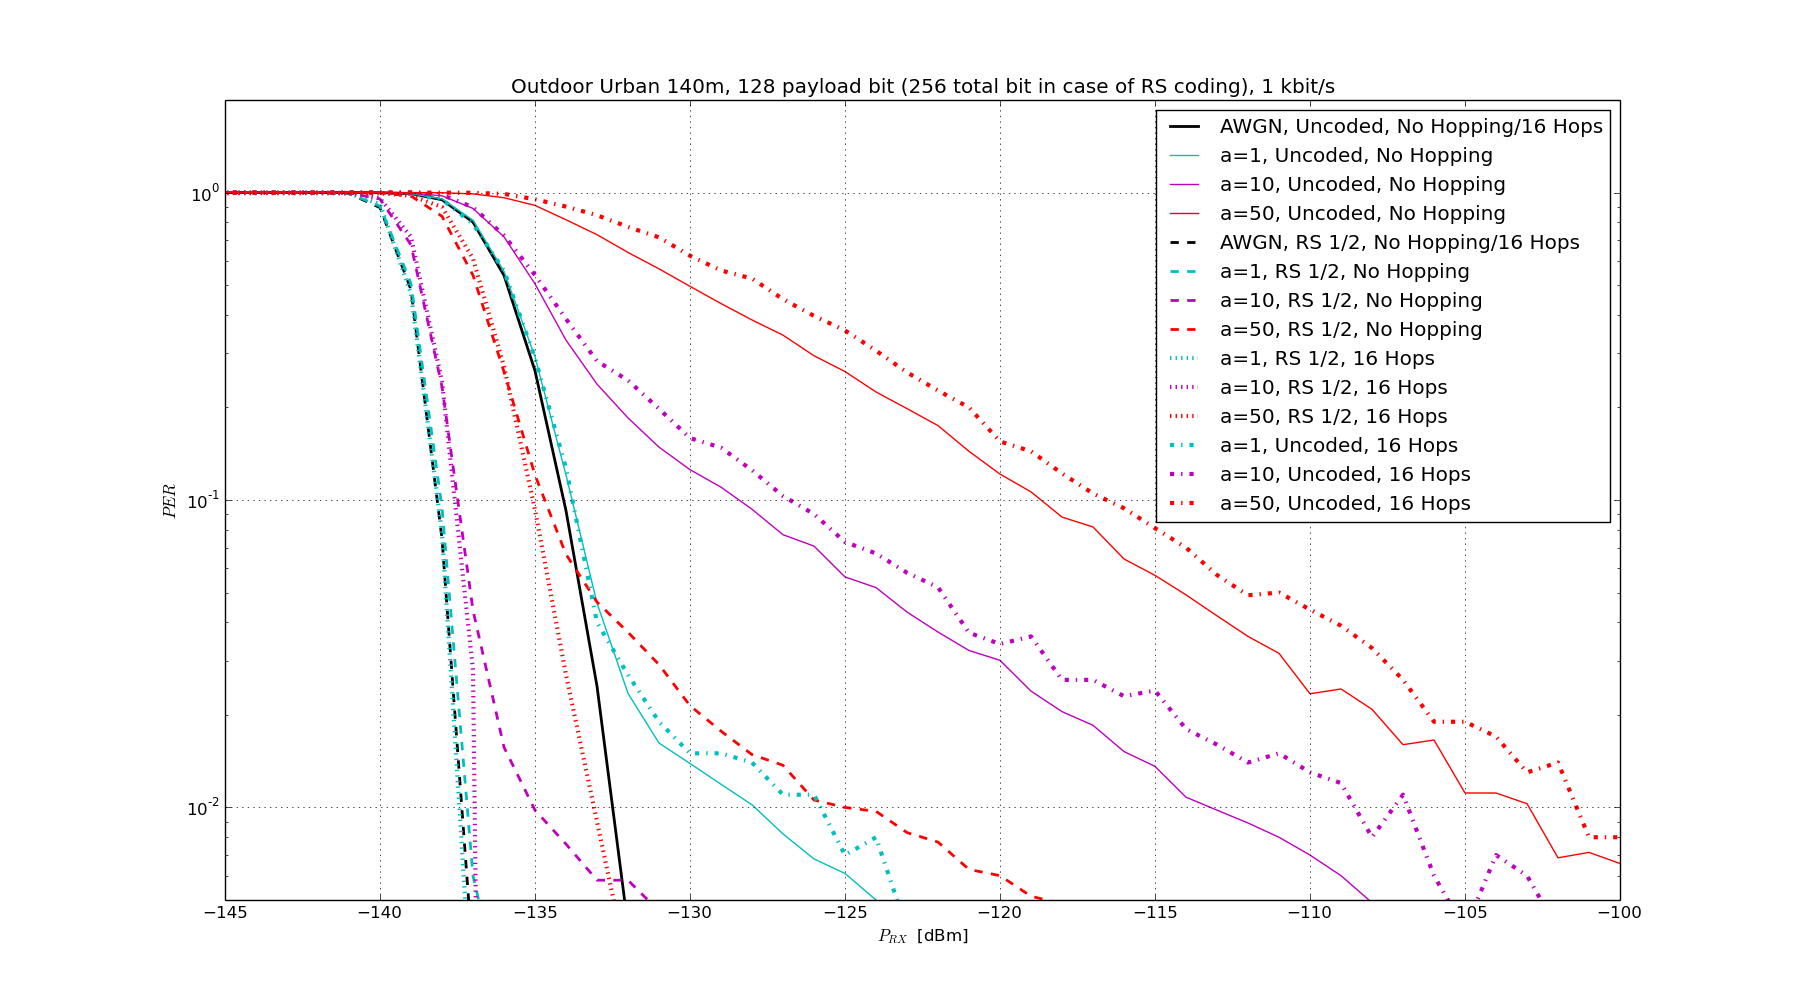 Outdoor Urban 140m, 128 payload bit (256 total bit in case of RS coding), 1 kbit/s
AWGN, Uncoded, No Hopping/16 Hops
a=1, Uncoded, No Hopping
a=10, Uncoded, No Hopping
a=50, Uncoded, No Hopping
AWGN, RS 1/2, No Hopping/16 Hops
a=1, RS 1/2, No Hopping
a=10, RS 1/2, No Hopping
a=50, RS 1/2, No Hopping
a=1, RS 1/2, 16 Hops
a=10, RS 1/2, 16 Hops
a=50, RS 1/2, 16 Hops
a=1, Uncoded, 16 Hops
a=10, Uncoded, 16 Hops
a=50, Uncoded, 16 Hops
10^0
10^-1
10^-2
PER
−145 −140 −135 −130 −125 −120 −115 −110 −105 −100
P_RX [dBm]